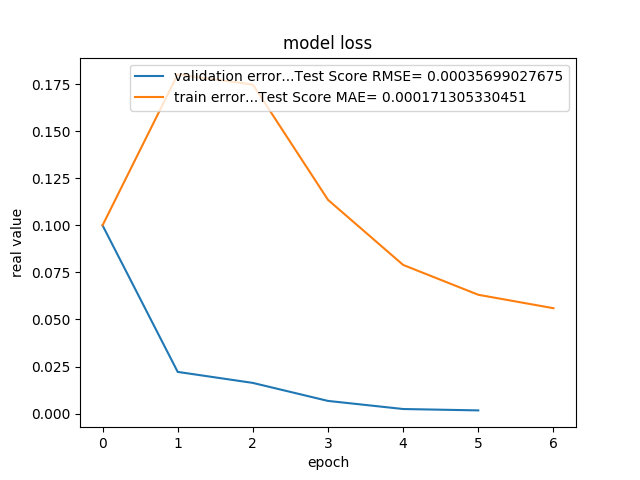 model loss
validation error...Test Score RMSE= 0.00035699027675
train error...Test Score MAE= 0.000171305330451
0.175
0.150
0.125
0.100
0.075
0.050
0.025
0.000
real value
0 1 2 3 4 5 6
epoch